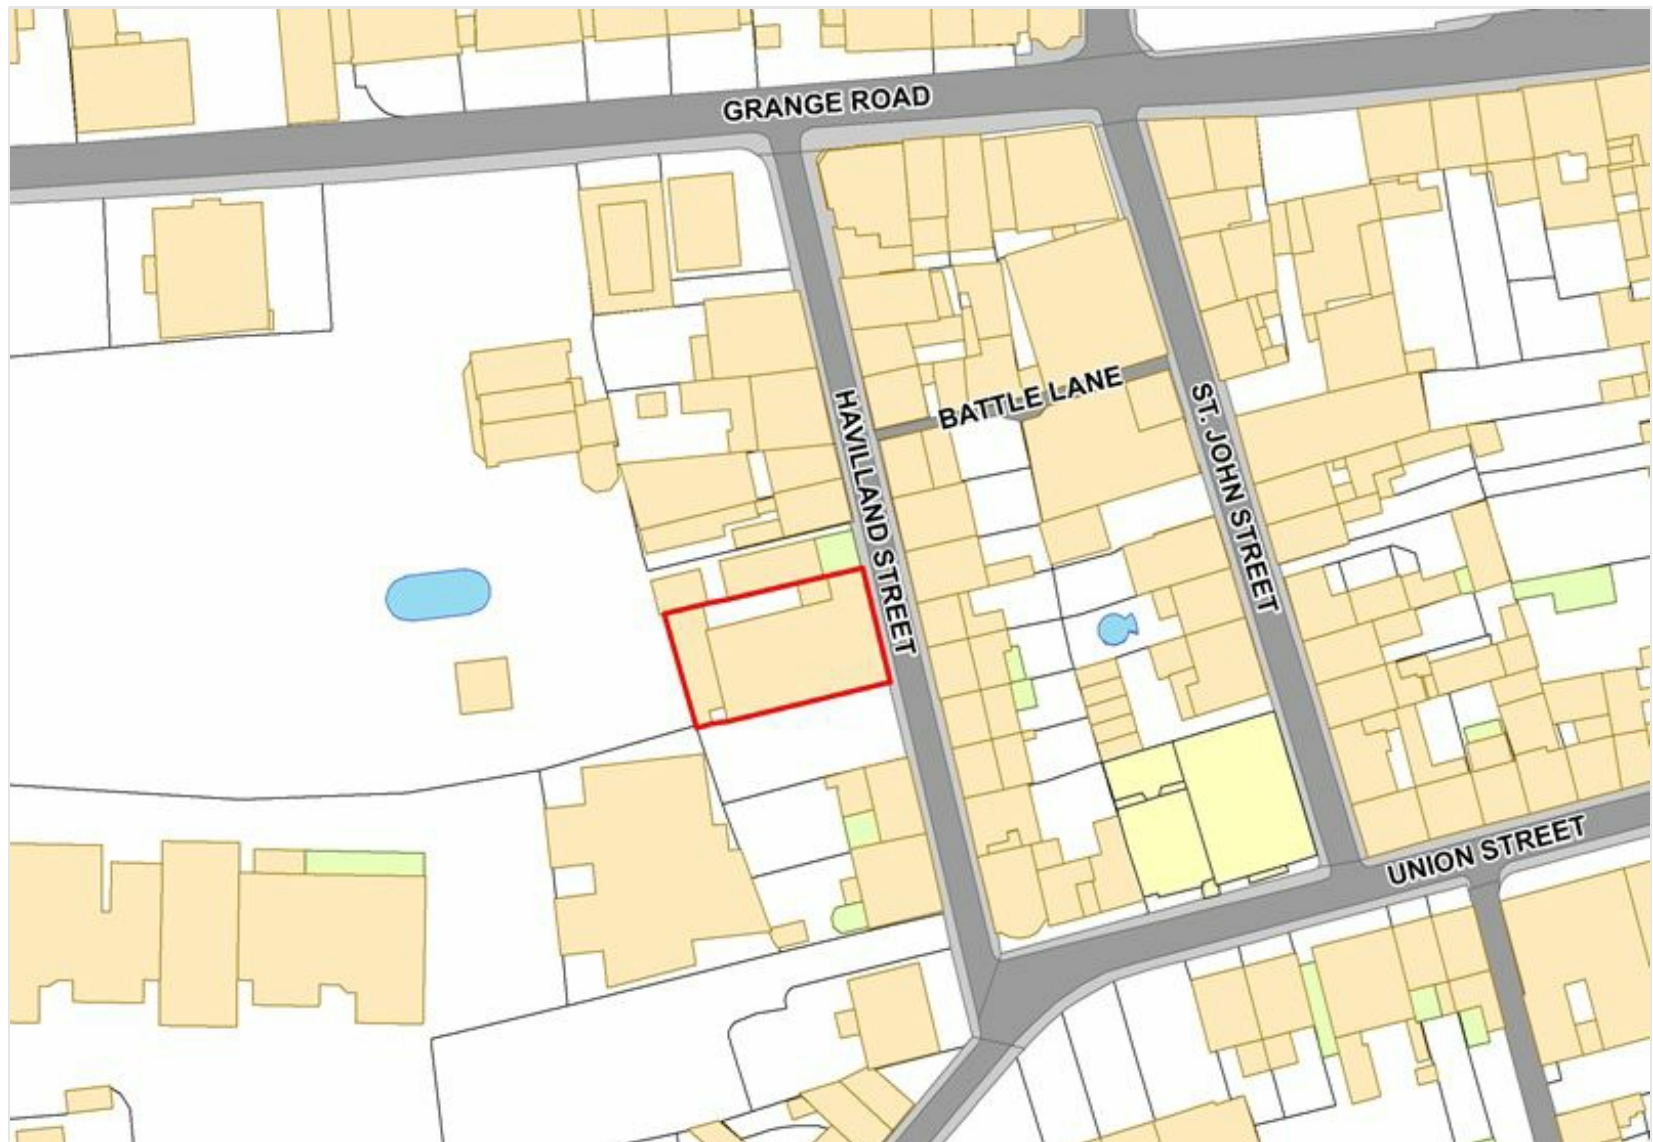 GRANGE ROAD
BATTLE LANE
HAVILLAND STREET
ST. JOHN STREET
UNION STREET